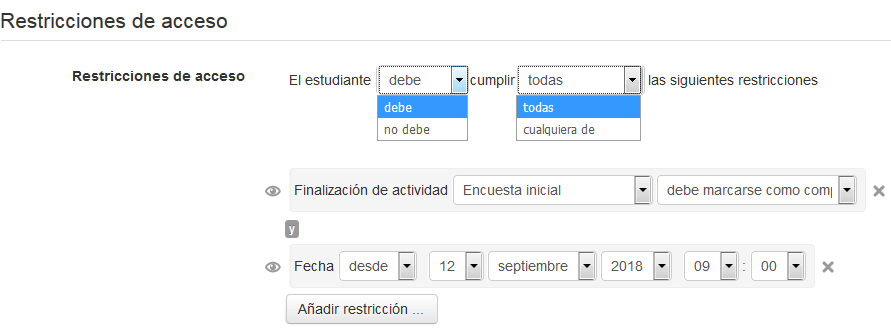 Restricciones de acceso
Restricciones de acceso El estudiante debe cumplir todas las siguientes restricciones
debe todas
no debe cualquiera de
Finalización de actividad Encuesta inicial debe marcarse como comp
y
Fecha desde 12 septiembre 2018 09 : 00
Añadir restricción ...